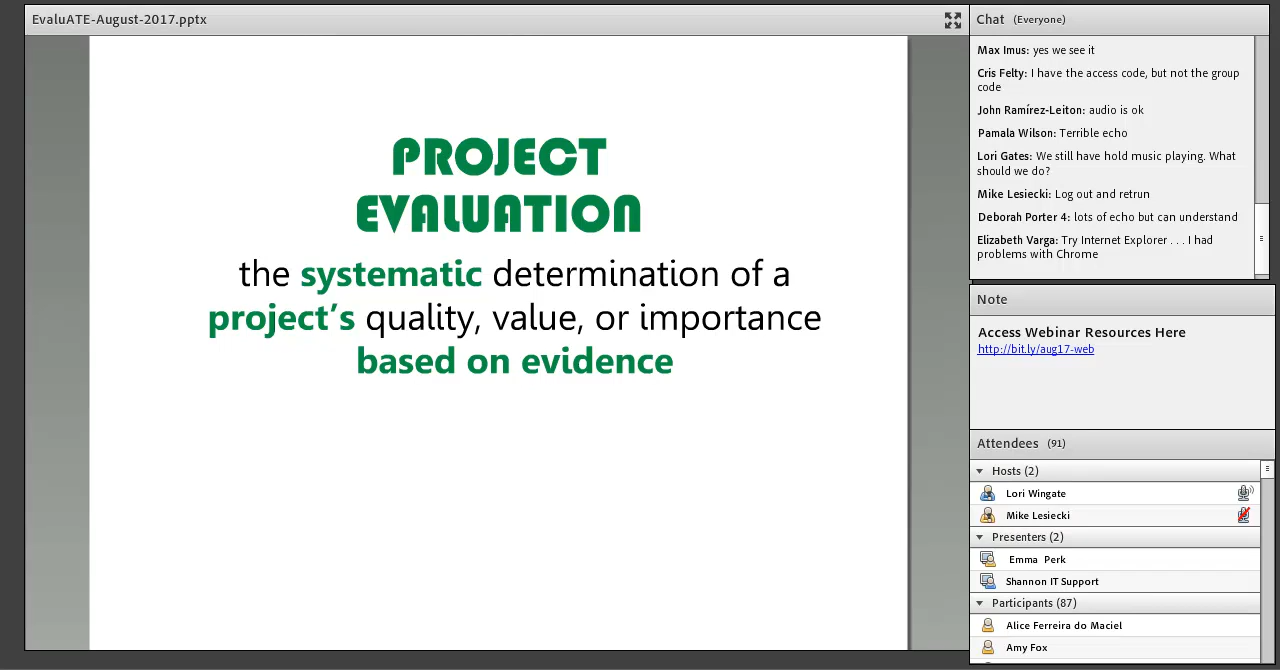 EvaluATE-August-2017.pptx
PROJECT
EVALUATION
the systematic determination of a
project's quality, value, or importance
based on evidence
Chat (Everyone)
Max Imus: yes we see it
Cris Felty: I have the access code, but not the group
code
John Ramírez-Leiton: audio is ok
Pamala Wilson: Terrible echo
Lori Gates: We still have hold music playing. What
should we do?
Mike Lesiecki: Log out and retrun
Deborah Porter 4: lots of echo but can understand
Elizabeth Varga: Try Internet Explorer . . . I had
problems with Chrome
Note
Access Webinar Resources Here
http://bit.ly/aug17-web
Attendees (91)
Hosts (2)
Lori Wingate
Mike Lesiecki
Presenters (2)
Emma Perk
Shannon IT Support
Participants (87)
Alice Ferreira do Maciel
Amy Fox